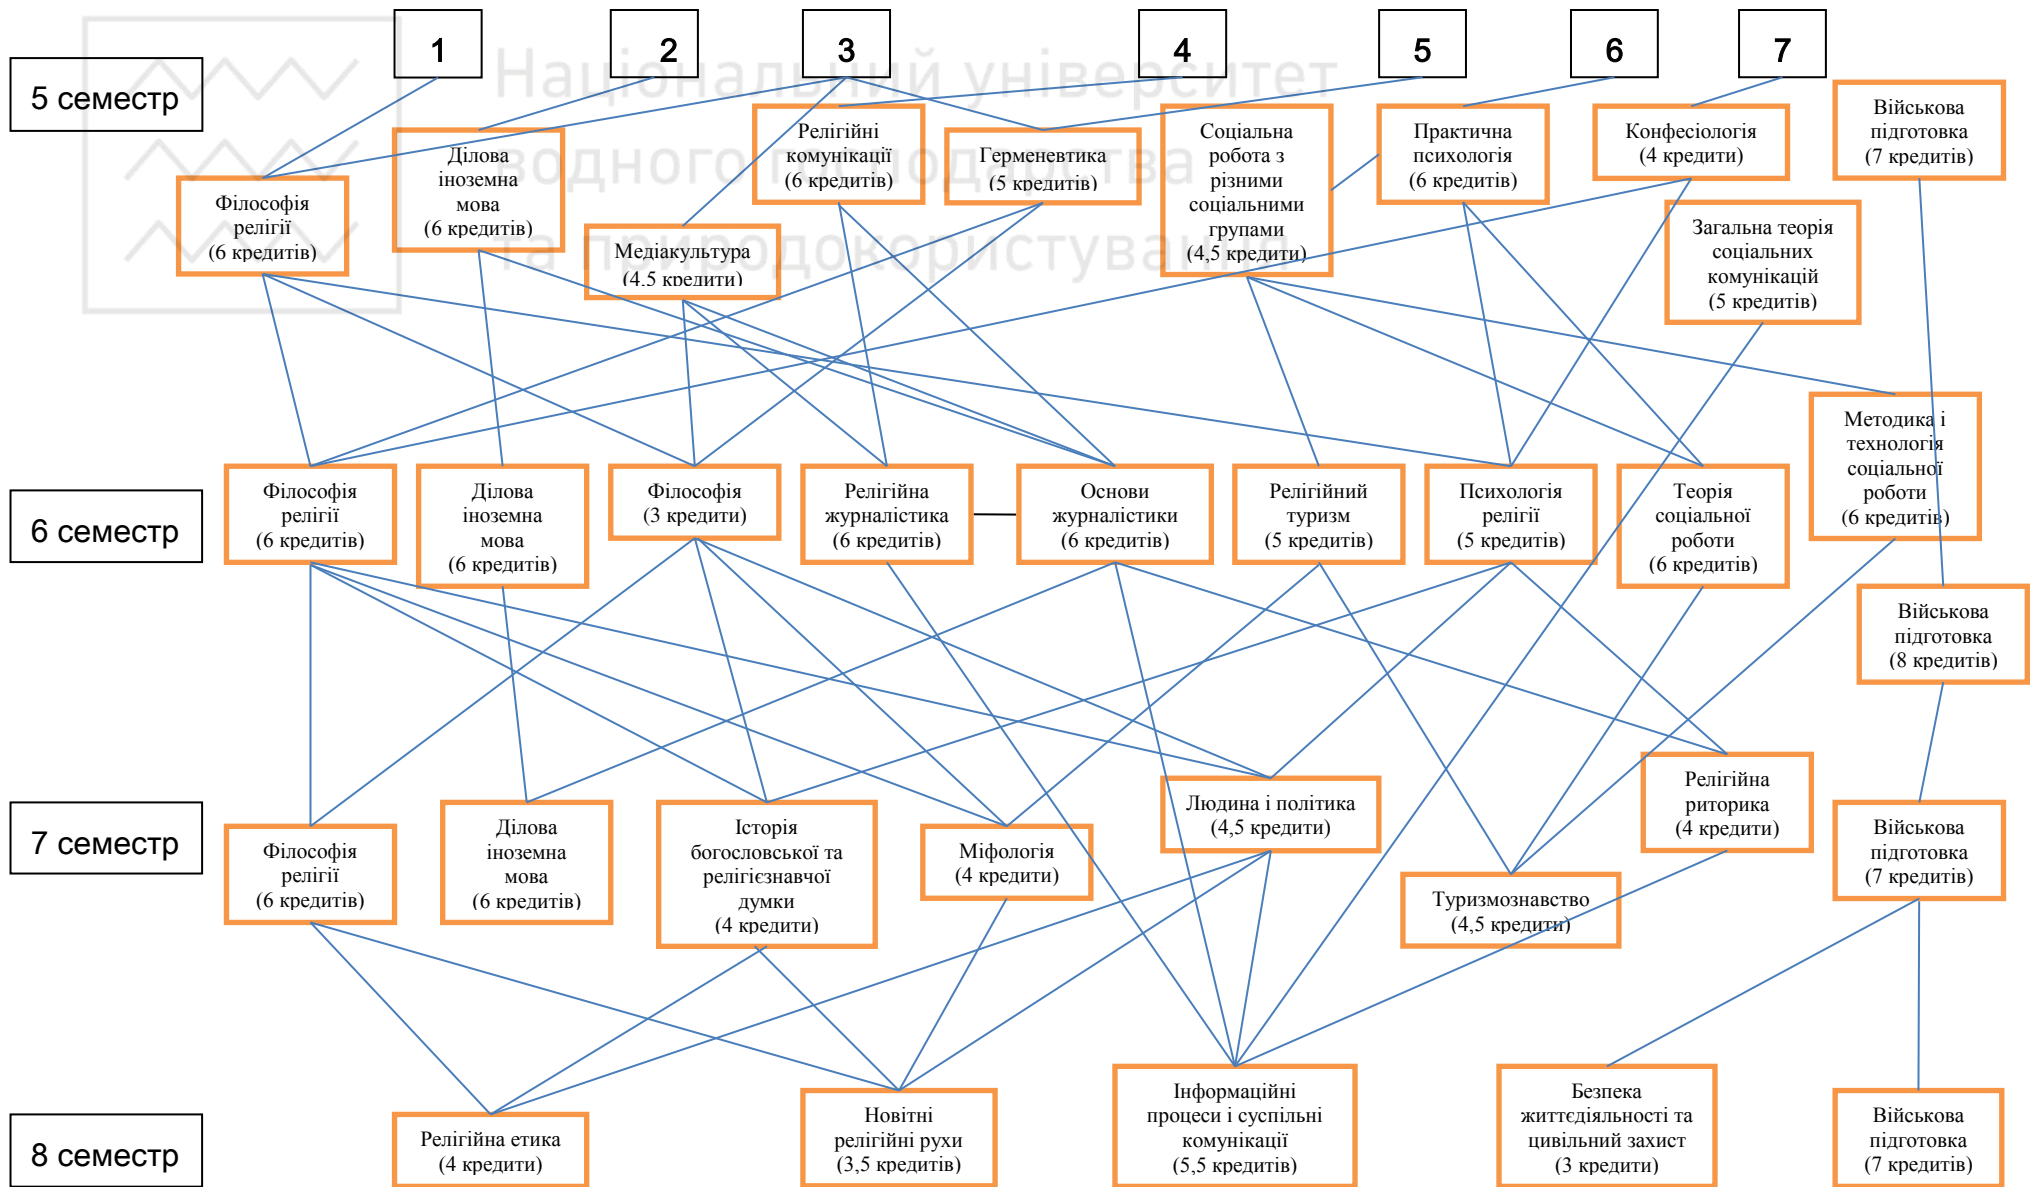 1
2
3
4
5
6
7
Національний університет
водного господарства
та природокористування
5 семестр
Філософія
релігії
(6 кредитів)
Ділова
іноземна
мова
(6 кредитів)
Медіакультура
(4.5 кредити)
Релігійні
комунікації
(6 кредитів)
Герменевтика
(5 кредитів)
Соціальна
робота з
різними
соціальними
групами
(4,5 кредити)
Практична
психологія
(6 кредитів)
Конфесіологія
(4 кредити)
Загальна теорія
соціальних
комунікацій
(5 кредитів)
Військова
підготовка
(7 кредитів)
6 семестр
Філософія
релігії
(6 кредитів)
Ділова
іноземна
мова
(6 кредитів)
Філософія
(3 кредити)
Релігійна
журналістика
(6 кредитів)
Основи
журналістики
(6 кредитів)
Релігійний
туризм
(5 кредитів)
Психологія
релігії
(5 кредитів)
Теорія
соціальної
роботи
(6 кредитів)
Методика і
технологія
соціальної
роботи
(6 кредитів)
Військова
підготовка
(8 кредитів)
7 семестр
Філософія
релігії
(6 кредитів)
Ділова
іноземна
мова
(6 кредитів)
Історія
богословської та
релігієзнавчої
думки
(4 кредити)
Міфологія
(4 кредити)
Людина і політика
(4,5 кредити)
Туризмознавство
(4,5 кредити)
Релігійна
риторика
(4 кредити)
Військова
підготовка
(7 кредитів)
8 семестр
Релігійна етика
(4 кредити)
Новітні
релігійні рухи
(3,5 кредитів)
Інформаційні
процеси і суспільні
комунікації
(5,5 кредитів)
Безпека
життєдіяльності та
цивільний захист
(3 кредити)
Військова
підготовка
(7 кредитів)